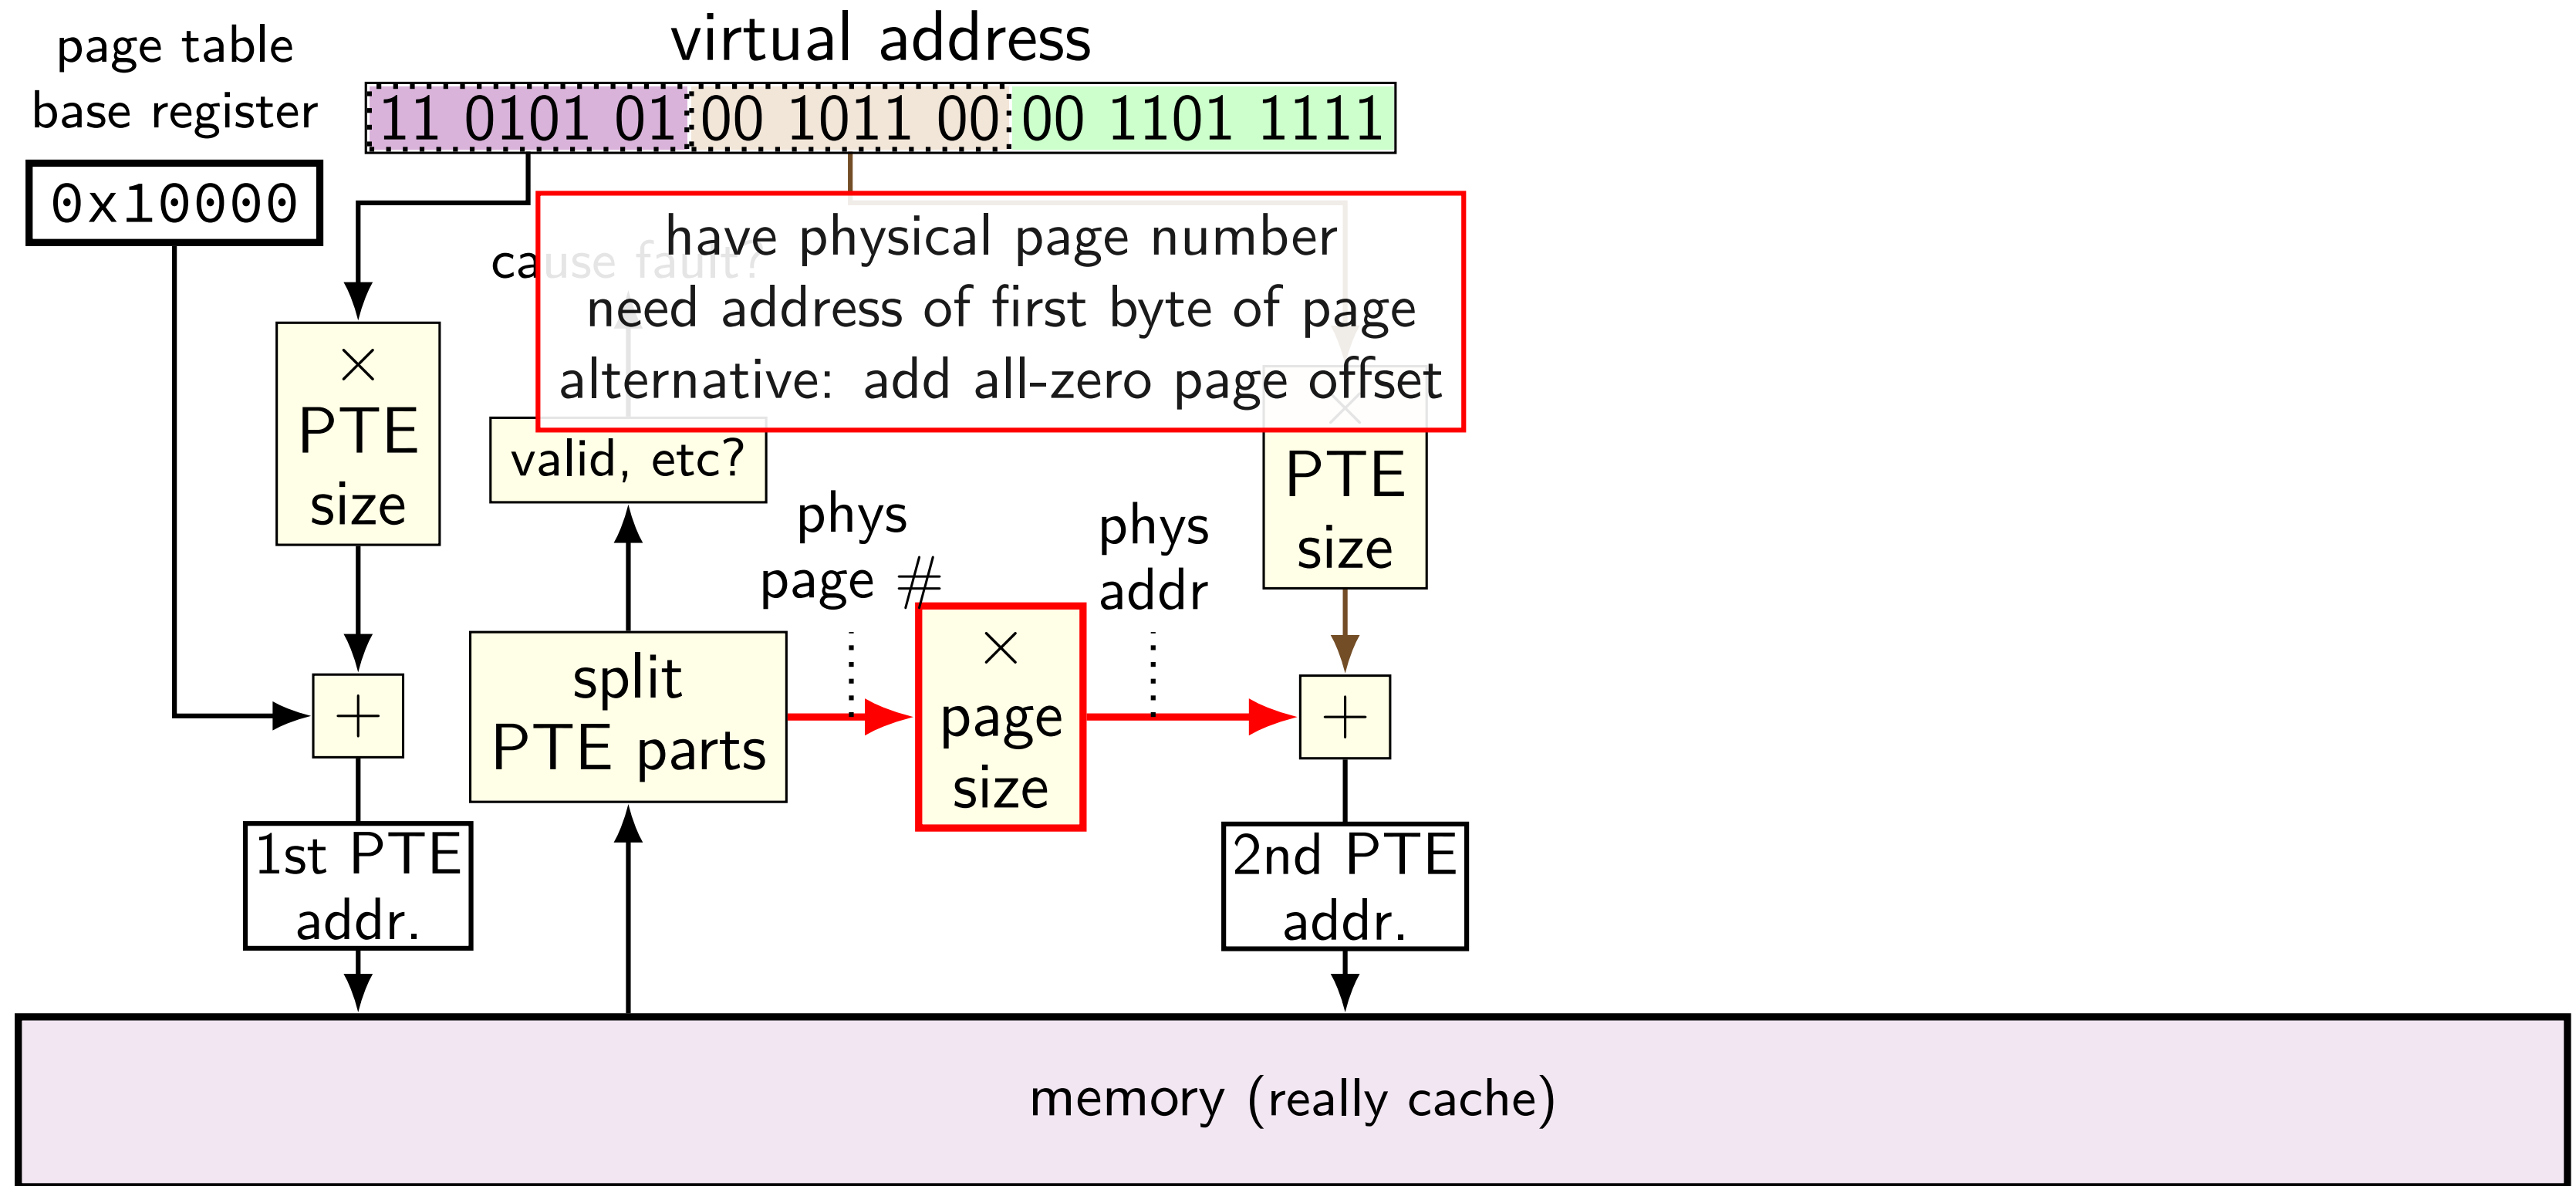 virtual address
page table
base register
11 0101 01 00 1011 00 00 1101 1111
0x10000
have physical page number
need address of first byte of page
alternative: add all-zero page offset
cause fault?
×
PTE
size
valid, etc?
×
PTE
size
phys
page #
phys
addr
+
split
PTE parts
×
page
size
+
1st PTE
addr.
2nd PTE
addr.
memory (really cache)